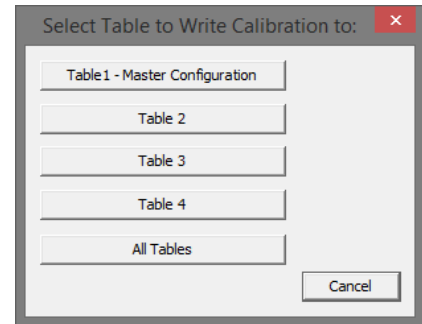 Select Table to Write Calibration to:
Table1 - Master Configuration
Table 2
Table 3
Table 4
All Tables
Cancel